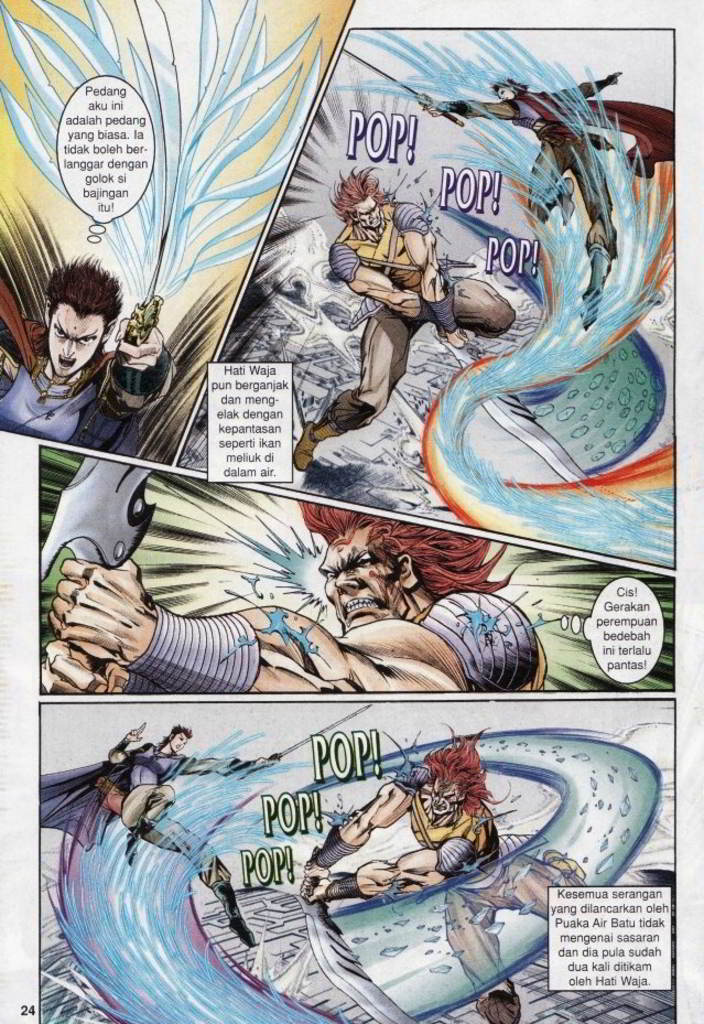 Pedang
aku ini
adalah pedang
yang biasa. Ia
tidak boleh ber-
langgar dengan
golok si
bajingan
itu!
POP!
POP!
POP!
Hati Waja
pun berganjak
dan meng-
elak dengan
kepantasan
seperti ikan
meliuk di
dalam air.
Cis!
Gerakan
perempuan
bedebah
ini terlalu
pantas!
POP!
POP!
POP!
Kesemua serangan
yang dilancarkan oleh
Puaka Air Batu tidak
mengenai sasaran
dan dia pula sudah
dua kali ditikam
oleh Hati Waja.
24